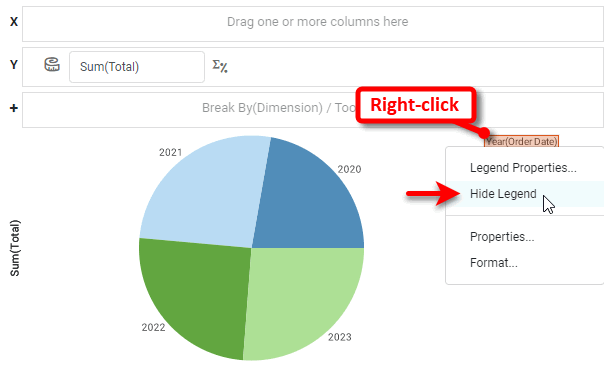 X
Drag one or more columns here
Y
Sum(Total)
Σ%
+
Break By(Dimension) / Too
Right-click
Year(Order Date)
Legend Properties...
Hide Legend
Properties...
Format...
2021
2020
Sum(Total)
2022
2023